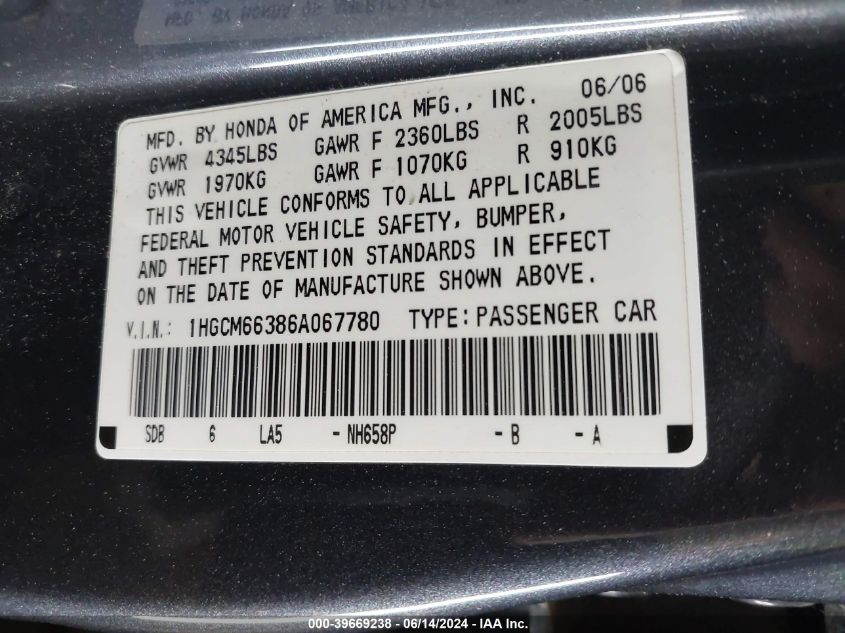 MFD. BY HONDA OF AMERICA MFG., INC. 06/06
GVWR 4345LBS GAWR F 2360LBS R 2005LBS
GVWR 1970KG GAWR F 1070KG R 910KG
THIS VEHICLE CONFORMS TO ALL APPLICABLE
FEDERAL MOTOR VEHICLE SAFETY, BUMPER,
AND THEFT PREVENTION STANDARDS IN EFFECT
ON THE DATE OF MANUFACTURE SHOWN ABOVE.
V.I.N.: 1HGCM66386A067780 TYPE:PASSENGER CAR
SDB 6 LA5 -NH658P -B -A
000-39669238 - 06/14/2024 - IAA Inc.